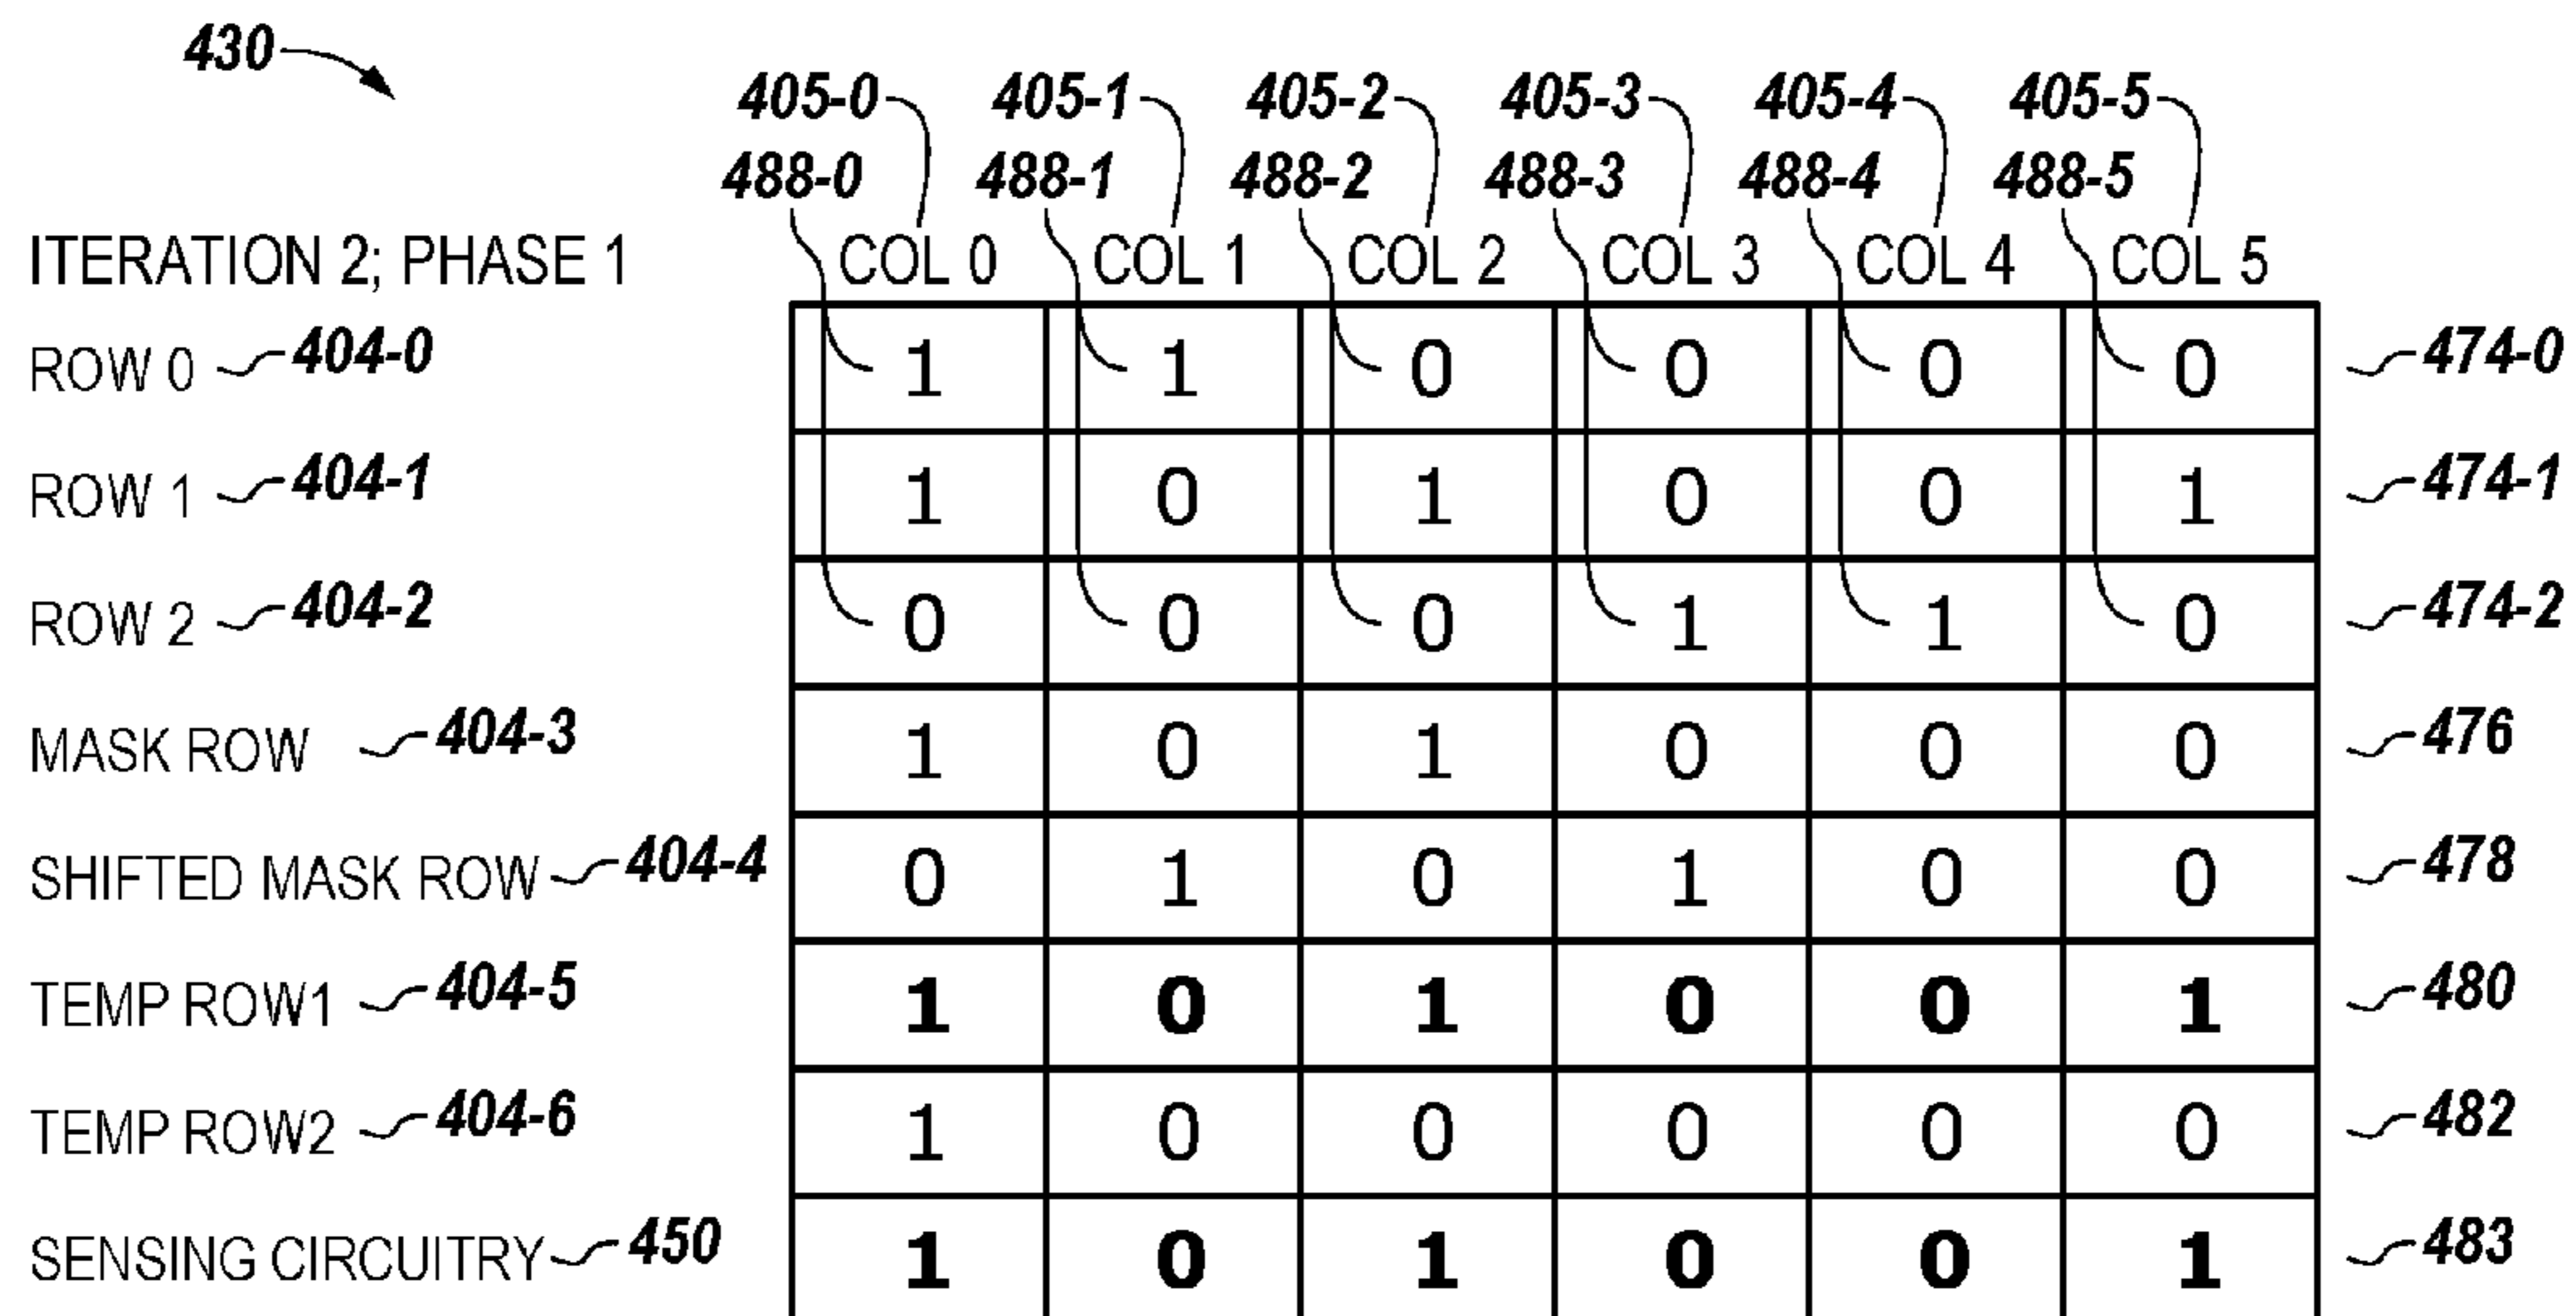 430
405-0 405-1 405-2 405-3 405-4 405-5
488-0 488-1 488-2 488-3 488-4 488-5
ITERATION 2; PHASE 1 COL 0 COL 1 COL 2 COL 3 COL 4 COL 5
ROW 0 404-0 1 1 0 0 0 0 474-0
ROW 1 404-1 1 0 1 0 0 1 474-1
ROW 2 404-2 0 0 0 1 1 0 474-2
MASK ROW 404-3 1 0 1 0 0 0 476
SHIFTED MASK ROW 404-4 0 1 0 1 0 0 478
TEMP ROW1 404-5 1 0 1 0 0 1 480
TEMP ROW2 404-6 1 0 0 0 0 0 482
SENSING CIRCUITRY 450 1 0 1 0 0 1 483